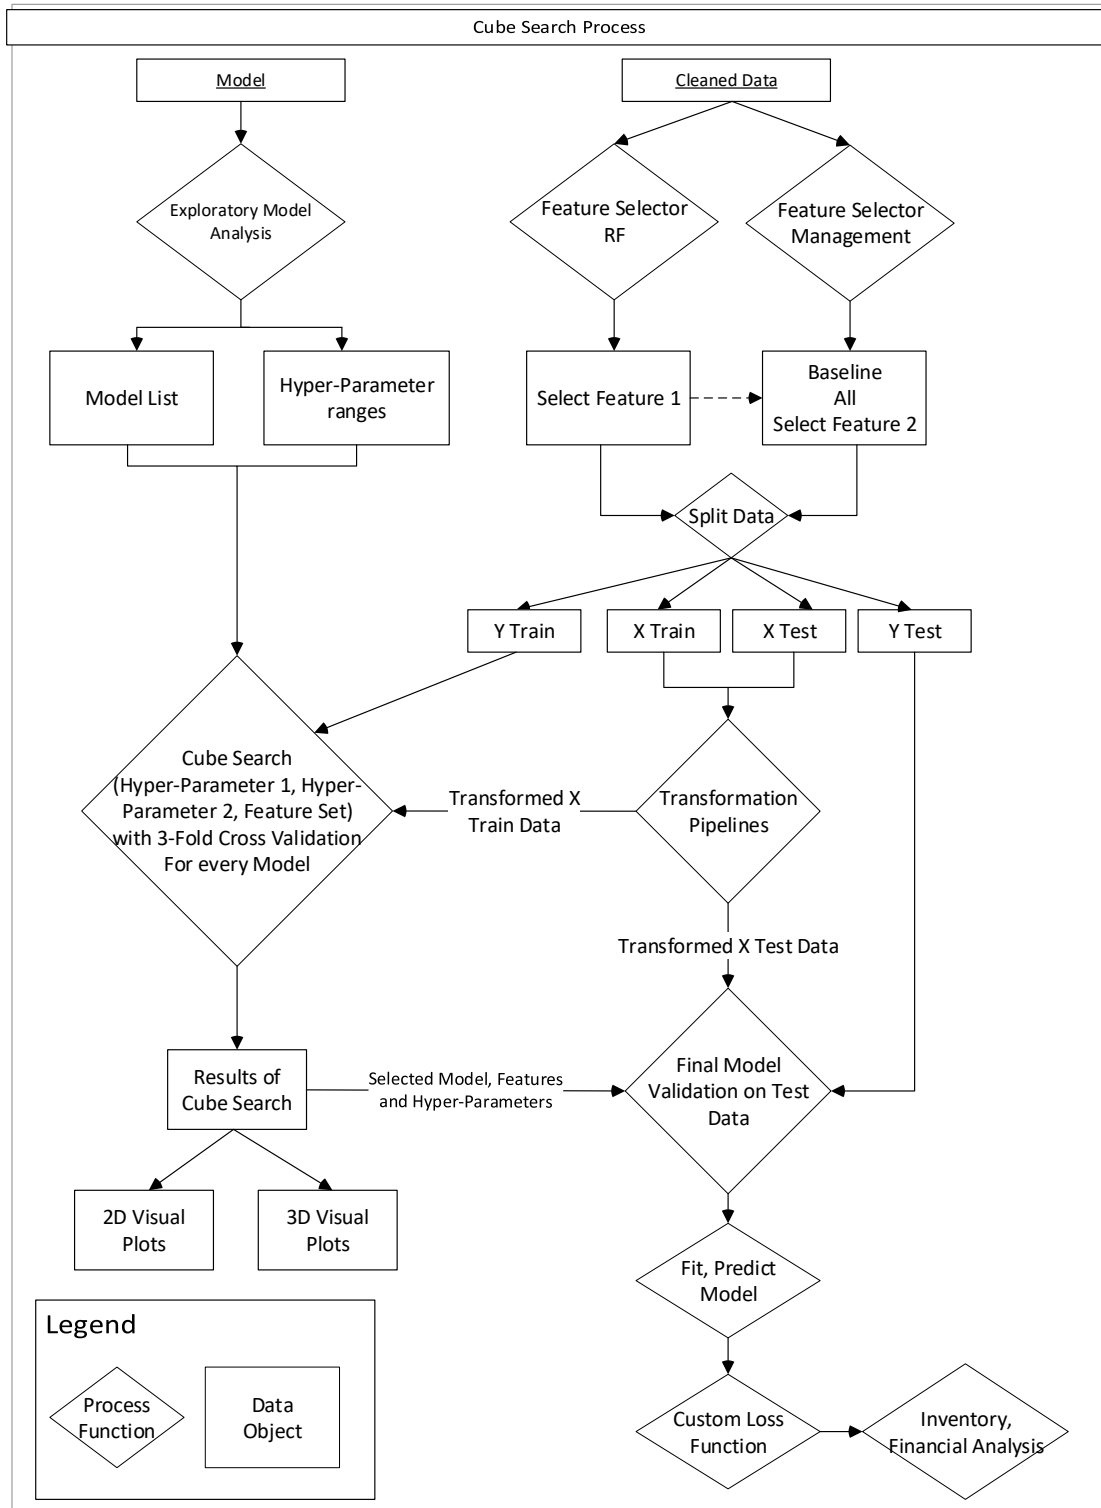 Cube Search Process
Model
Cleaned Data
Exploratory Model
Analysis
Feature Selector
RF
Feature Selector
Management
Model List
Hyper-Parameter
ranges
Select Feature 1
Baseline
All
Select Feature 2
Split Data
Y Train
X Train
X Test
Y Test
Cube Search
(Hyper-Parameter 1, Hyper-
Parameter 2, Feature Set)
with 3-Fold Cross Validation
For every Model
Transformed X
Train Data
Transformation
Pipelines
Transformed X Test Data
Results of
Cube Search
Selected Model, Features
and Hyper-Parameters
Final Model
Validation on Test
Data
2D Visual
Plots
3D Visual
Plots
Fit, Predict
Model
Legend
Process
Function
Data
Object
Custom Loss
Function
Inventory,
Financial Analysis